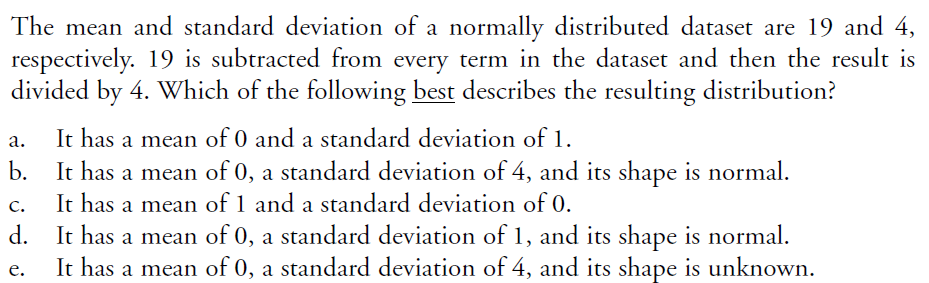 The mean and standard deviation of a normally distributed dataset are 19 and 4,
respectively. 19 is subtracted from every term in the dataset and then the result is
divided by 4. Which of the following best describes the resulting distribution?
a. It has a mean of 0 and a standard deviation of 1.
b. It has a mean of 0, a standard deviation of 4, and its shape is normal.
c. It has a mean of 1 and a standard deviation of 0.
d. It has a mean of 0, a standard deviation of 1, and its shape is normal.
e. It has a mean of 0, a standard deviation of 4, and its shape is unknown.